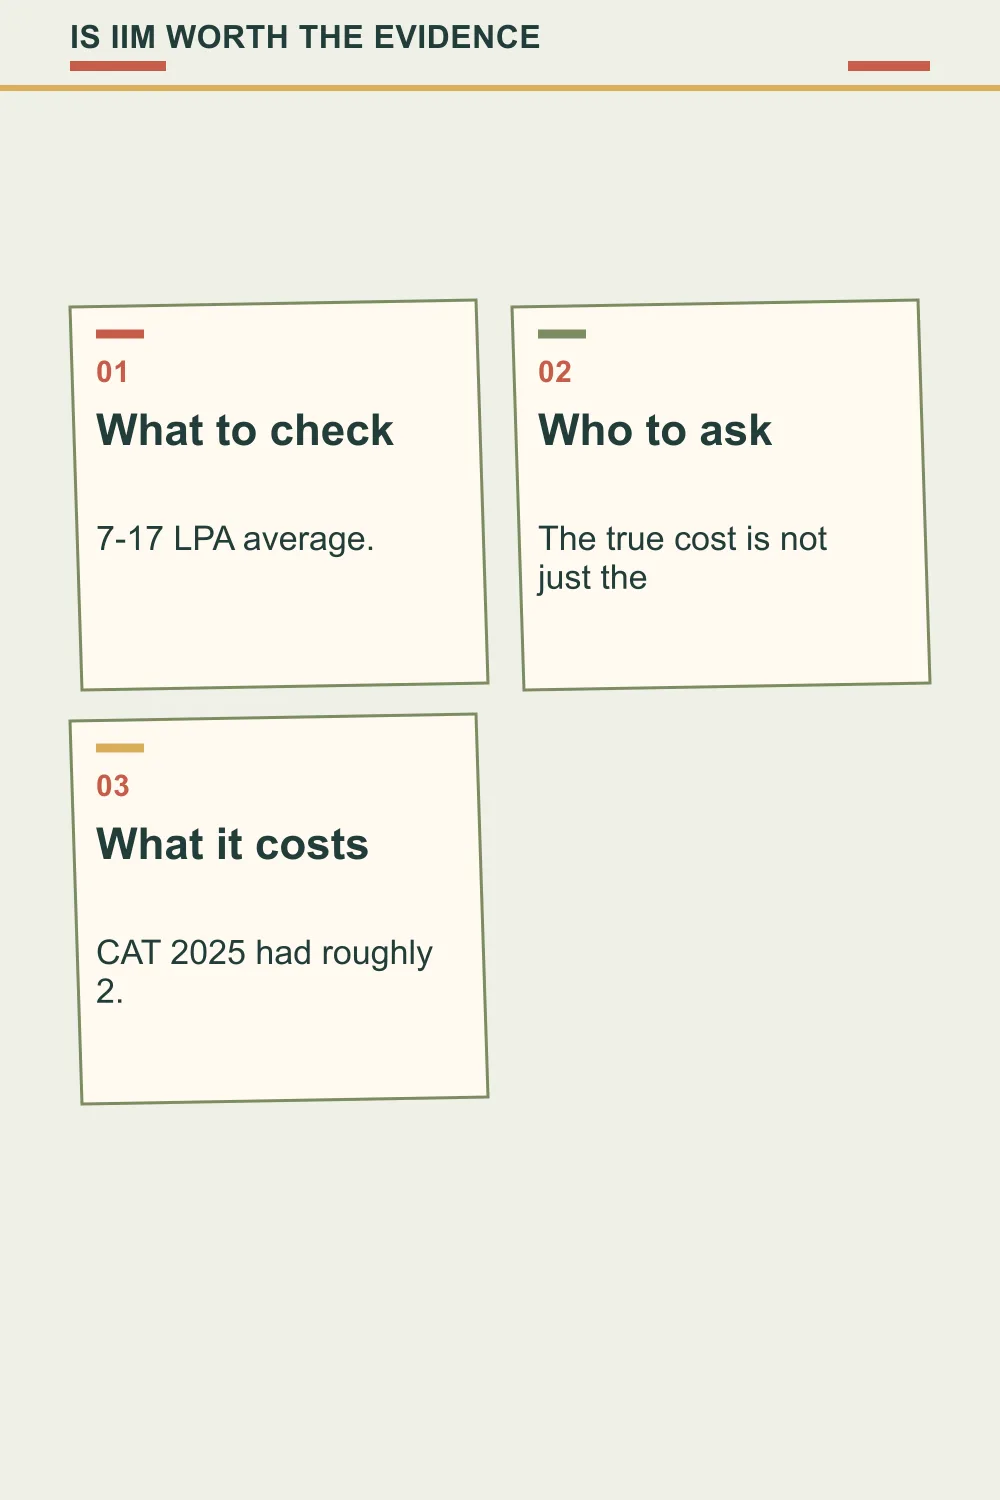 IS IIM WORTH THE EVIDENCE
01
What to check
7-17 LPA average.
02
Who to ask
The true cost is not
just the
03
What it costs
CAT 2025 had roughly
2.